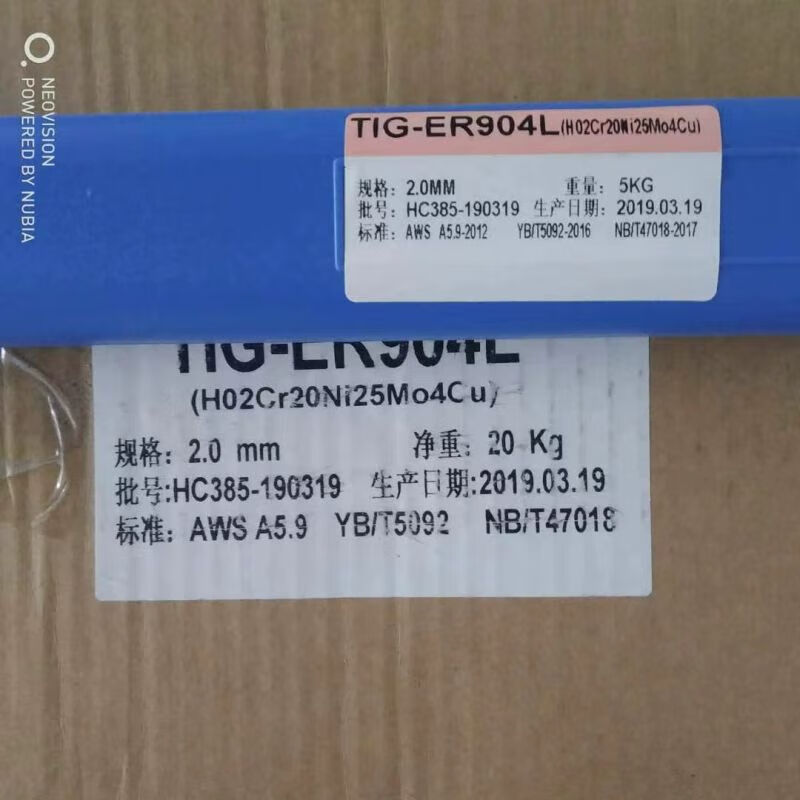 NEOVISION
POWERED BY NUBIA
TIG-ER904L(H02Cr20Ni25Mo4Cu)
规格: 2.0MM 重量: 5KG
批号: HC385-190319 生产日期: 2019.03.19
标准: AWS A5.9-2012 YB/T5092-2016 NB/T47018-2017
TIG-ER904L
(H02Cr20Ni25Mo4Cu)
规格: 2.0 mm 净重: 20 Kg
批号:HC385-190319 生产日期:2019.03.19
标准: AWS A5.9 YB/T5092 NB/T47018